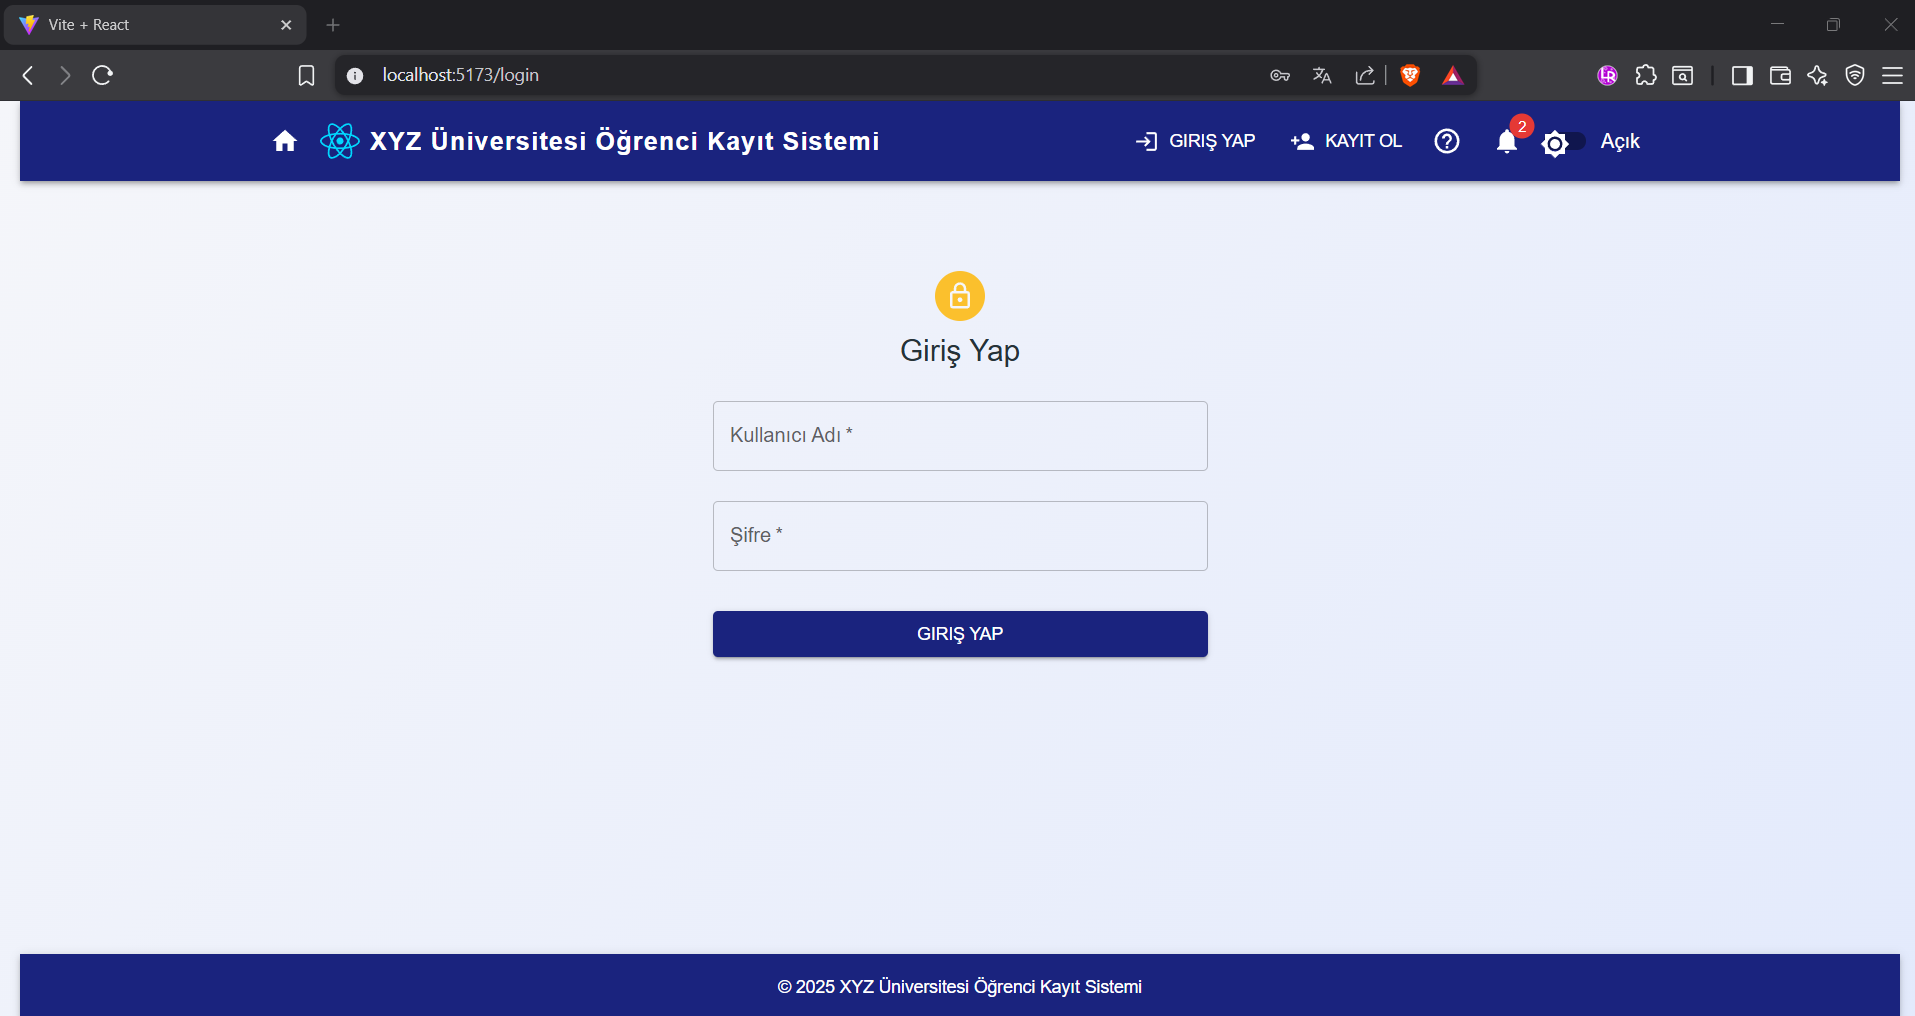 Vite + React
localhost:5173/login
XYZ Üniversitesi Öğrenci Kayıt Sistemi
GIRIŞ YAP
KAYIT OL
2
Açık
Giriş Yap
Kullanıcı Adı *
Şifre *
GIRIŞ YAP
© 2025 XYZ Üniversitesi Öğrenci Kayıt Sistemi